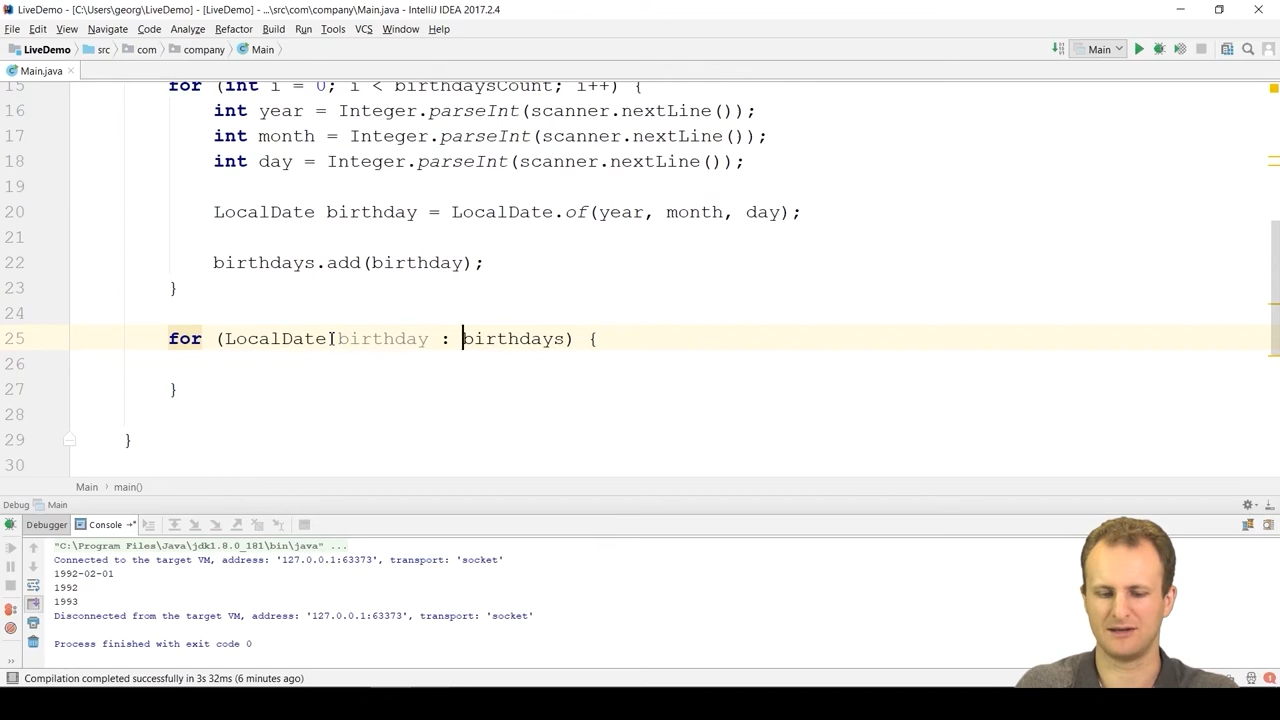 LiveDemo - [C:\Users\georg\LiveDemo] - [LiveDemo] - ...\src\com\company\Main.java - IntelliJ IDEA 2017.2.4
File Edit View Navigate Code Analyze Refactor Build Run Tools VCS Window Help
LiveDemo src com company Main Main
Main.java
15 for (int i = 0; i < birthdaysCount; i++) {
16 int year = Integer.parseInt(scanner.nextLine());
17 int month = Integer.parseInt(scanner.nextLine());
18 int day = Integer.parseInt(scanner.nextLine());
19
20 LocalDate birthday = LocalDate.of(year, month, day);
21
22 birthdays.add(birthday);
23 }
24
25 for (LocalDate birthday : birthdays) {
26
27 }
28
29 }
30
Main main()
Debug Main
Debugger Console
"C:\Program Files\Java\jdk1.8.0_181\bin\java" ...
Connected to the target VM, address: '127.0.0.1:63373', transport: 'socket'
1992-02-01
1992
1993
Disconnected from the target VM, address: '127.0.0.1:63373', transport: 'socket'
Process finished with exit code 0
Compilation completed successfully in 3s 32ms (6 minutes ago)